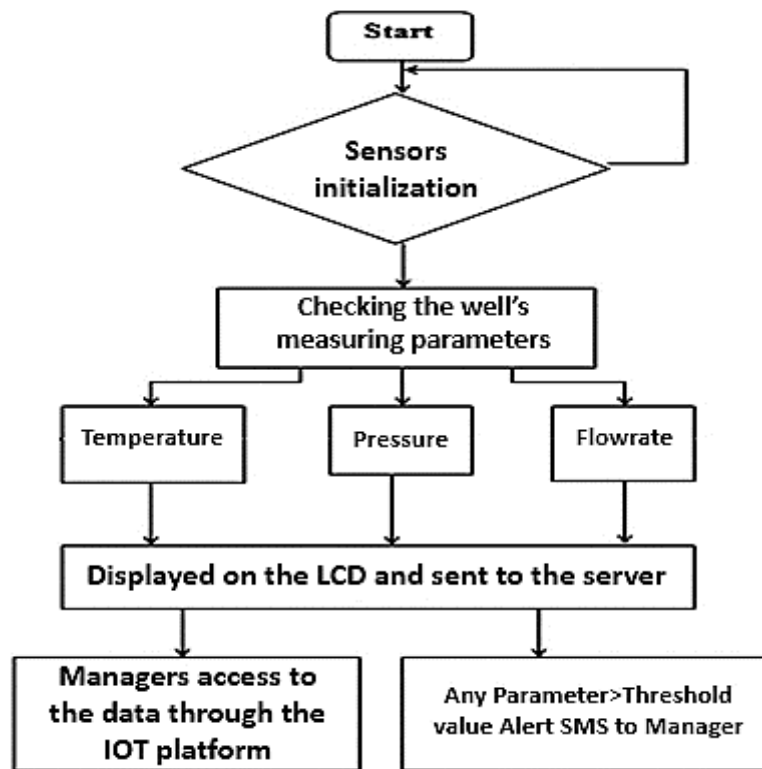 Start
Sensors
initialization
Checking the well's
measuring parameters
Temperature
Pressure
Flowrate
Displayed on the LCD and sent to the server
Managers access to
the data through the
IOT platform
Any Parameter>Threshold
value Alert SMS to Manager